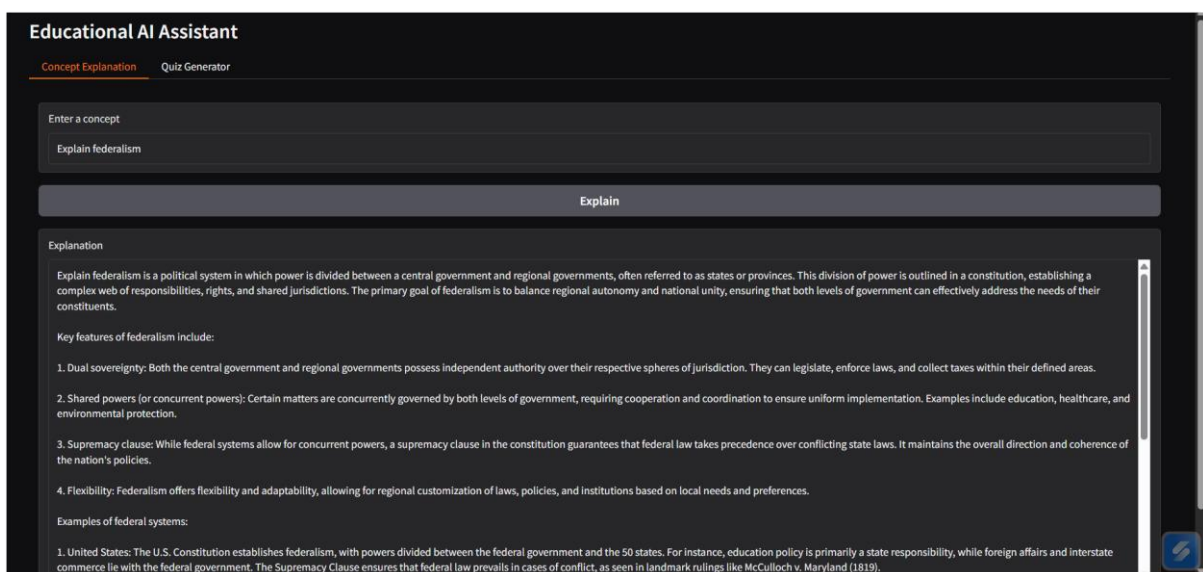 Educational AI Assistant
Concept Explanation Quiz Generator
Enter a concept
Explain federalism
Explain
Explanation
Explain federalism is a political system in which power is divided between a central government and regional governments, often referred to as states or provinces. This division of power is outlined in a constitution, establishing a
complex web of responsibilities, rights, and shared jurisdictions. The primary goal of federalism is to balance regional autonomy and national unity, ensuring that both levels of government can effectively address the needs of their
constituents.
Key features of federalism include:
1. Dual sovereignty: Both the central government and regional governments possess independent authority over their respective spheres of jurisdiction. They can legislate, enforce laws, and collect taxes within their defined areas.
2. Shared powers (or concurrent powers): Certain matters are concurrently governed by both levels of government, requiring cooperation and coordination to ensure uniform implementation. Examples include education, healthcare, and
environmental protection.
3. Supremacy clause: While federal systems allow for concurrent powers, a supremacy clause in the constitution guarantees that federal law takes precedence over conflicting state laws. It maintains the overall direction and coherence of
the nation's policies.
4. Flexibility: Federalism offers flexibility and adaptability, allowing for regional customization of laws, policies, and institutions based on local needs and preferences.
Examples of federal systems:
1. United States: The U.S. Constitution establishes federalism, with powers divided between the federal government and the 50 states. For instance, education policy is primarily a state responsibility, while foreign affairs and interstate
commerce lie with the federal government. The Supremacy Clause ensures that federal law prevails in cases of conflict, as seen in landmark rulings like McCulloch v. Maryland (1819).